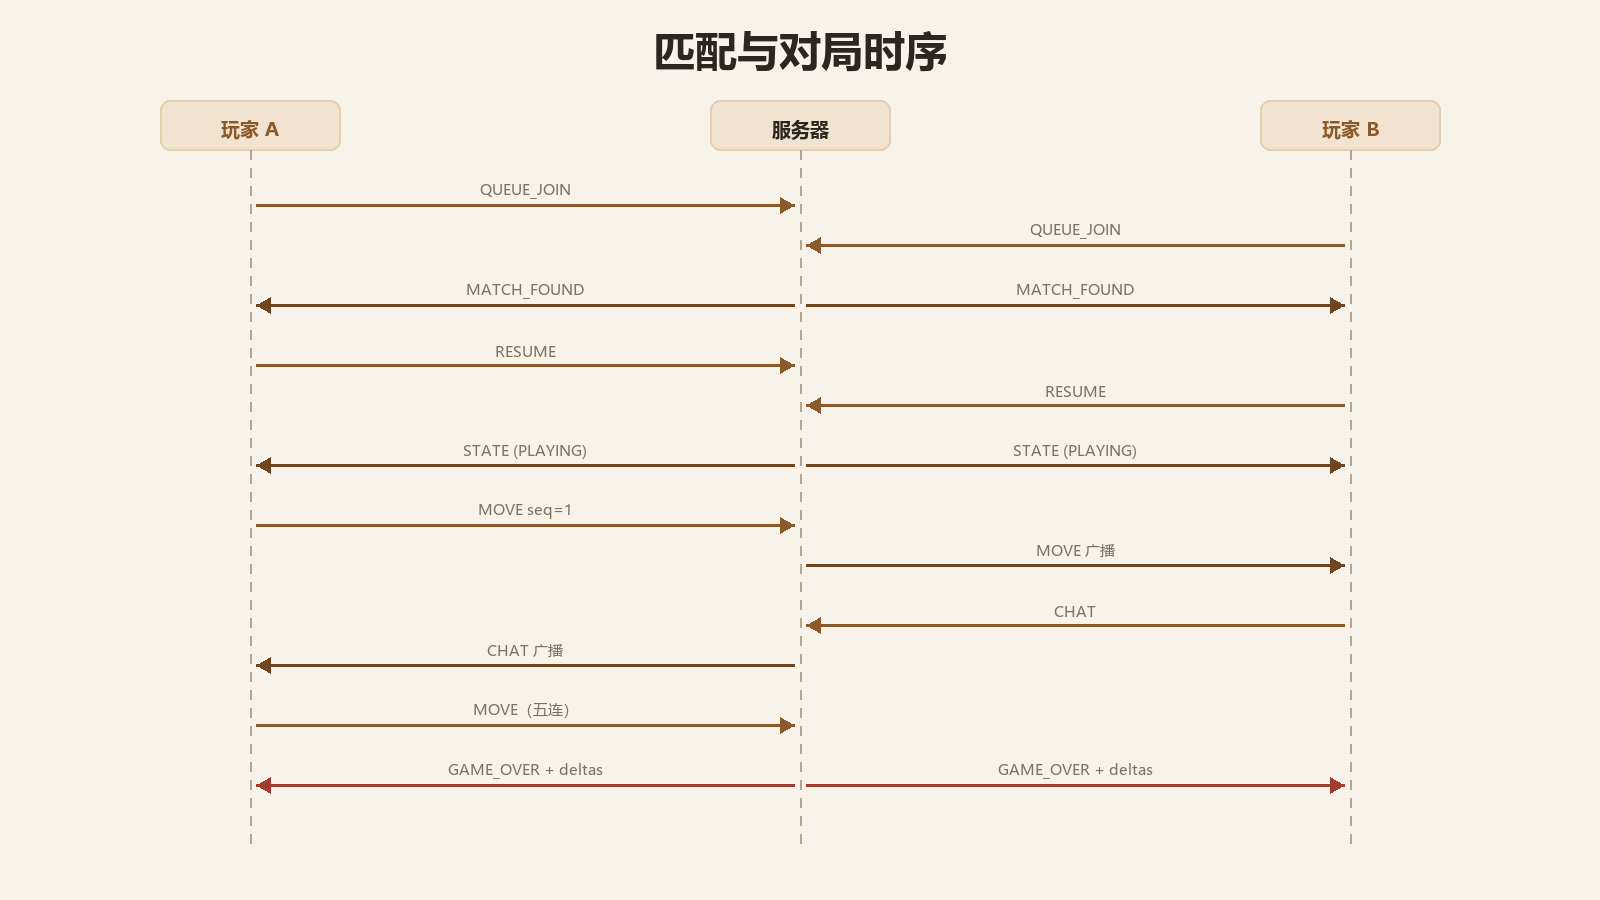 匹配与对局时序
玩家 A
服务器
玩家 B
QUEUE_JOIN
QUEUE_JOIN
MATCH_FOUND
MATCH_FOUND
RESUME
RESUME
STATE (PLAYING)
STATE (PLAYING)
MOVE seq=1
MOVE 广播
CHAT
CHAT 广播
MOVE（五连）
GAME_OVER + deltas
GAME_OVER + deltas